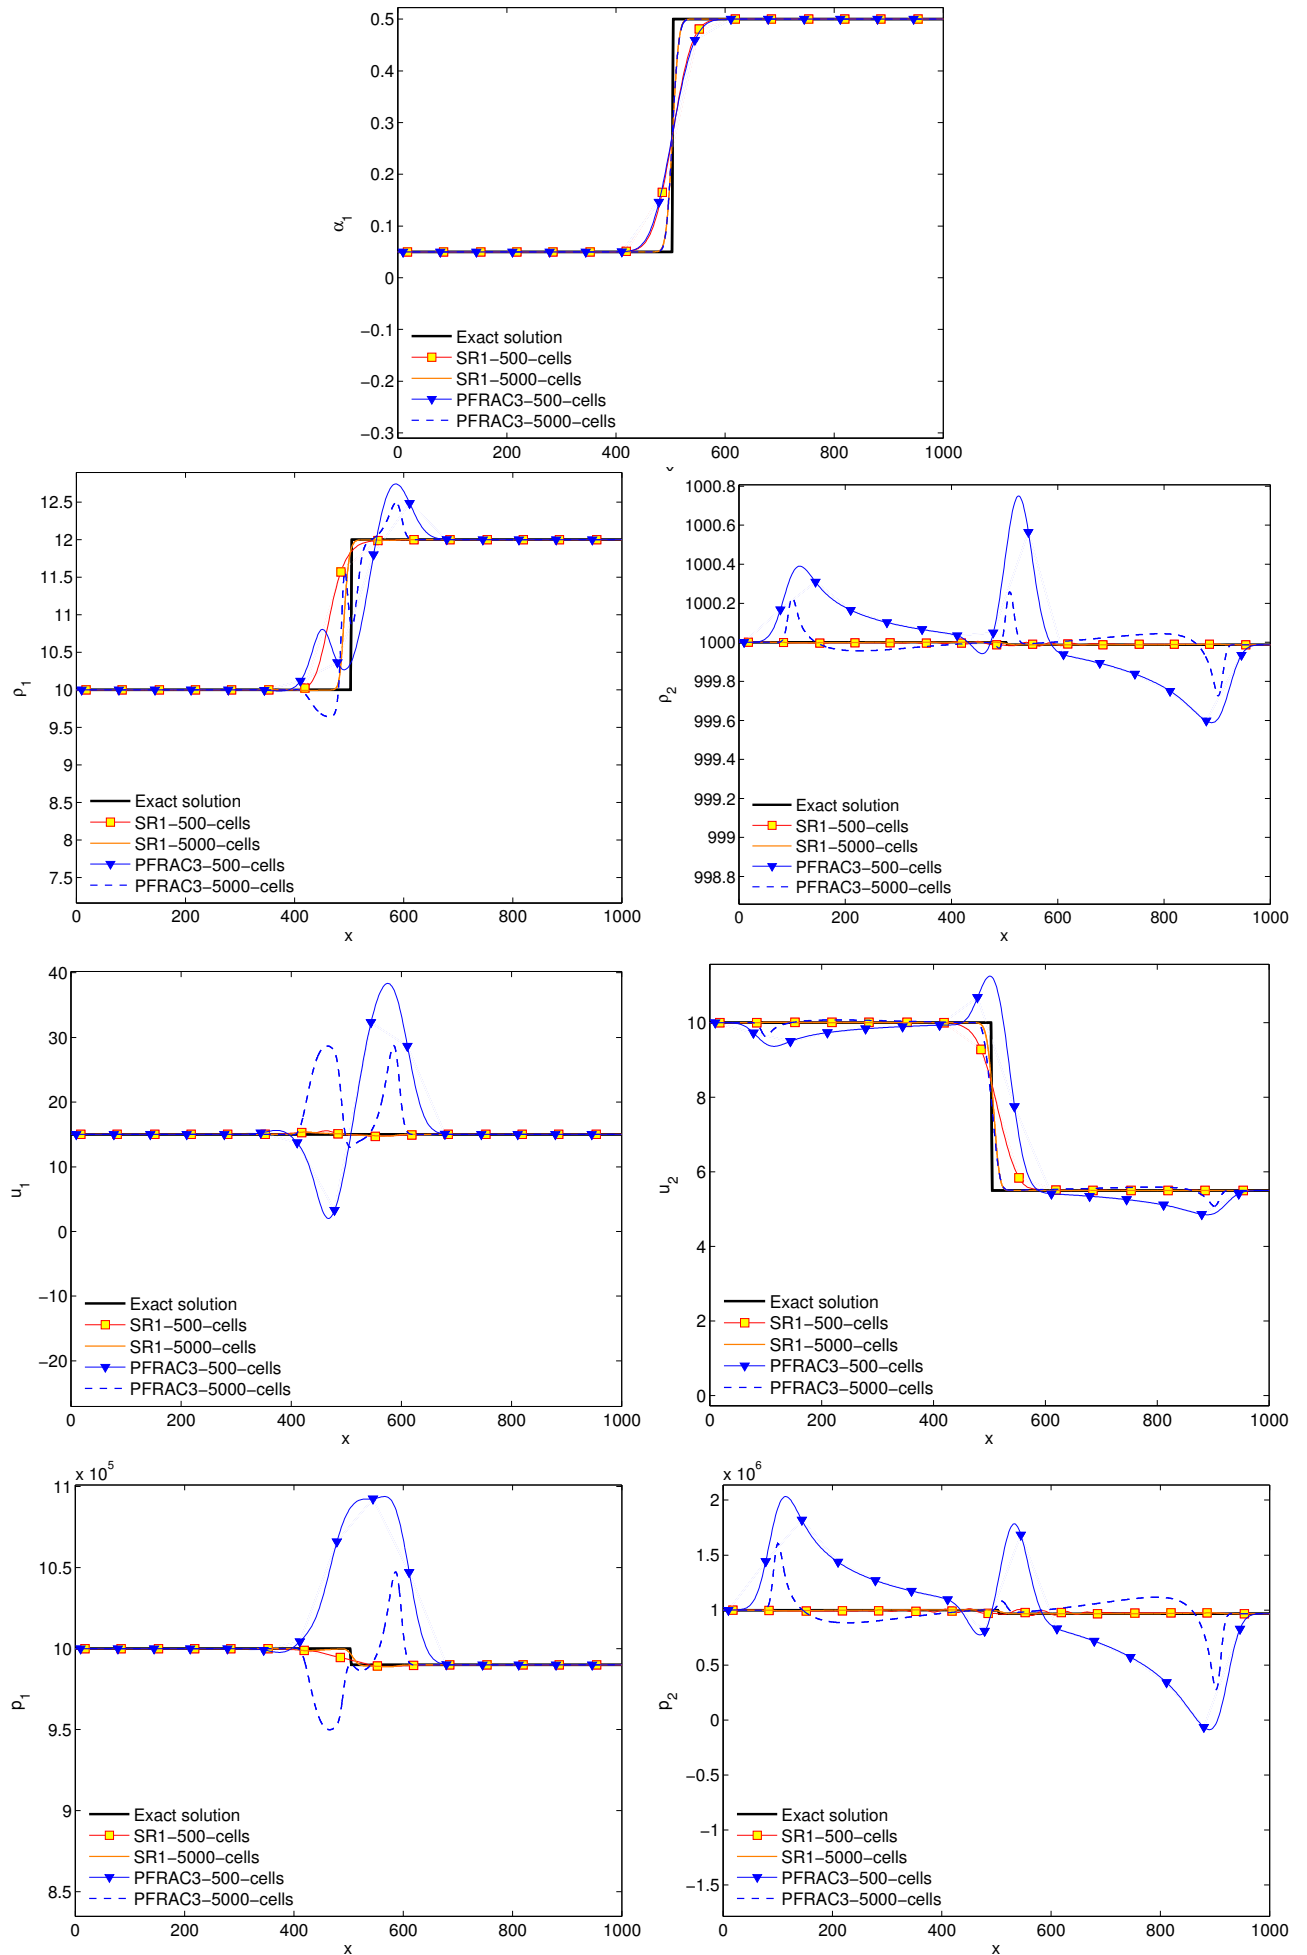 0.5
0.4
0.3
0.2
0.1
0
−0.1
−0.2
−0.3
α1
Exact solution
SR1−500−cells
SR1−5000−cells
PFRAC3−500−cells
PFRAC3−5000−cells
0 200 400 600 800 1000
12.5
12
11.5
11
10.5
10
9.5
9
8.5
8
7.5
ρ1
Exact solution
SR1−500−cells
SR1−5000−cells
PFRAC3−500−cells
PFRAC3−5000−cells
0 200 400 600 800 1000
x
1000.8
1000.6
1000.4
1000.2
1000
999.8
999.6
999.4
999.2
999
998.8
ρ2
Exact solution
SR1−500−cells
SR1−5000−cells
PFRAC3−500−cells
PFRAC3−5000−cells
0 200 400 600 800 1000
x
40
30
20
10
0
−10
−20
u1
Exact solution
SR1−500−cells
SR1−5000−cells
PFRAC3−500−cells
PFRAC3−5000−cells
0 200 400 600 800 1000
x
10
8
6
4
2
0
u2
Exact solution
SR1−500−cells
SR1−5000−cells
PFRAC3−500−cells
PFRAC3−5000−cells
0 200 400 600 800 1000
x
x 10^5
11
10.5
10
9.5
9
8.5
p1
Exact solution
SR1−500−cells
SR1−5000−cells
PFRAC3−500−cells
PFRAC3−5000−cells
0 200 400 600 800 1000
x
x 10^6
2
1.5
1
0.5
0
−0.5
−1
−1.5
p2
Exact solution
SR1−500−cells
SR1−5000−cells
PFRAC3−500−cells
PFRAC3−5000−cells
0 200 400 600 800 1000
x